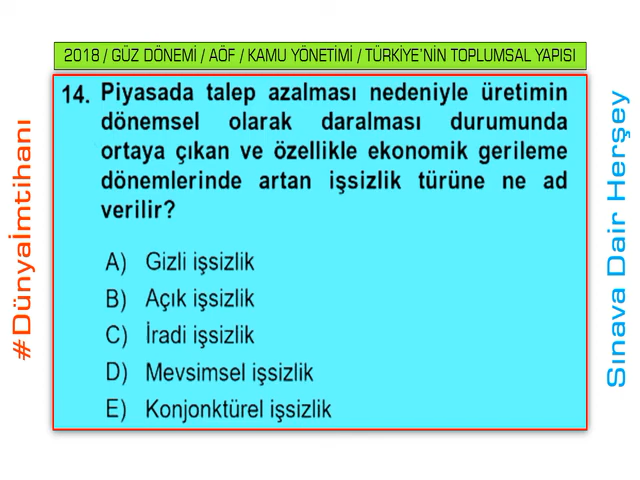 2018 / GÜZ DÖNEMİ / AÖF / KAMU YÖNETİMİ / TÜRKİYE'NİN TOPLUMSAL YAPISI
14. Piyasada talep azalması nedeniyle üretimin
dönemsel olarak daralması durumunda
ortaya çıkan ve özellikle ekonomik gerileme
dönemlerinde artan işsizlik türüne ne ad
verilir?
A) Gizli işsizlik
B) Açık işsizlik
C) İradi işsizlik
D) Mevsimsel işsizlik
E) Konjonktürel işsizlik
#Dünyaİmtihanı
Sınava Dair Herşey